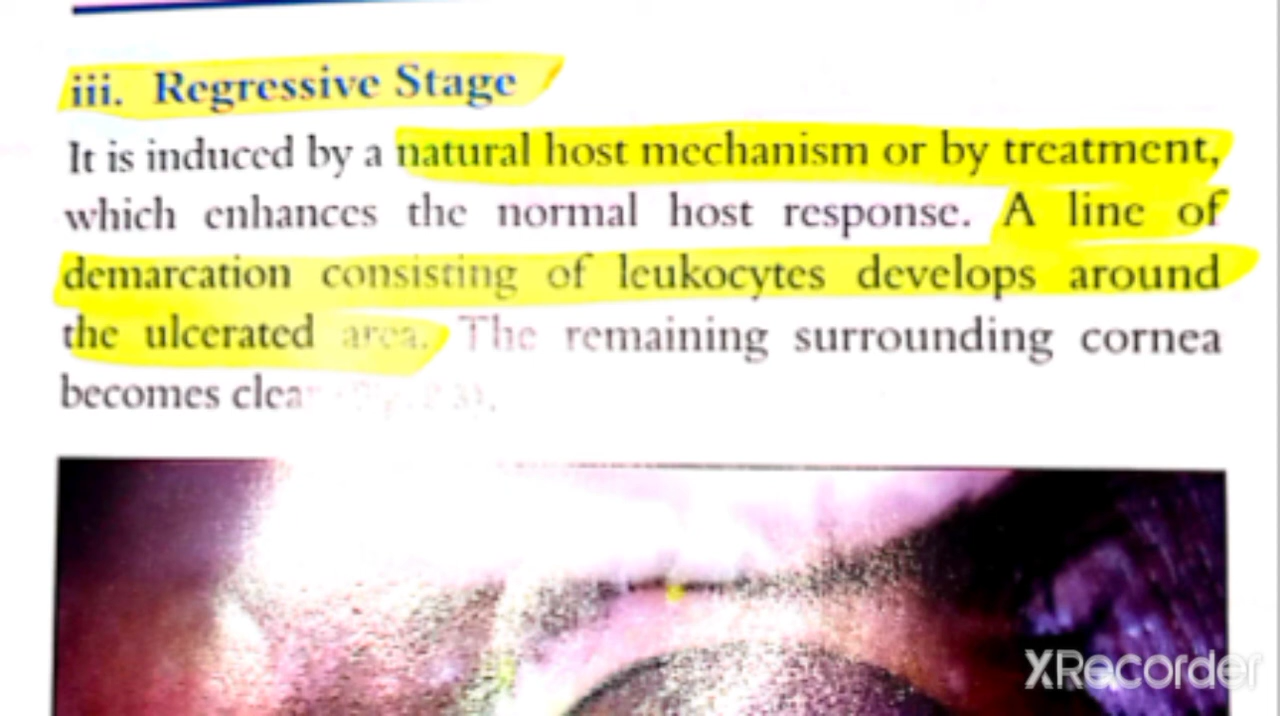 iii. Regressive Stage
It is induced by a natural host mechanism or by treatment,
which enhances the normal host response. A line of
demarcation consisting of leukocytes develops around
the ulcerated area. The remaining surrounding cornea
becomes clear
XRecorder